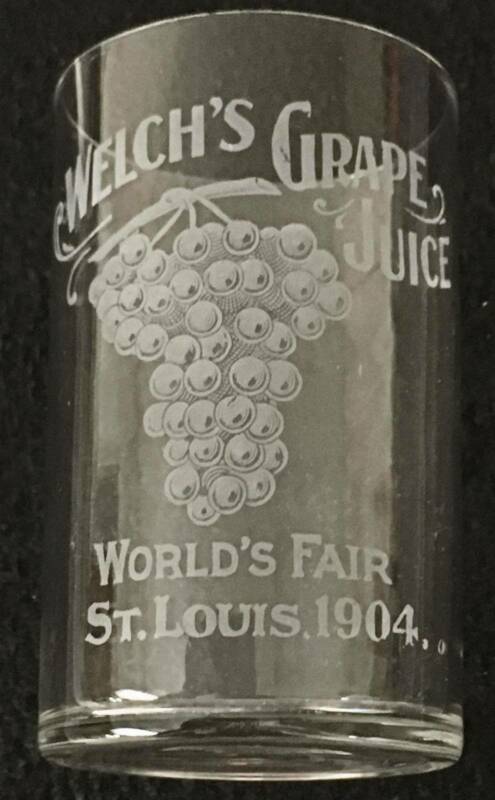 WELCH'S GRAPE
JUICE
WORLD'S FAIR
ST. LOUIS. 1904.